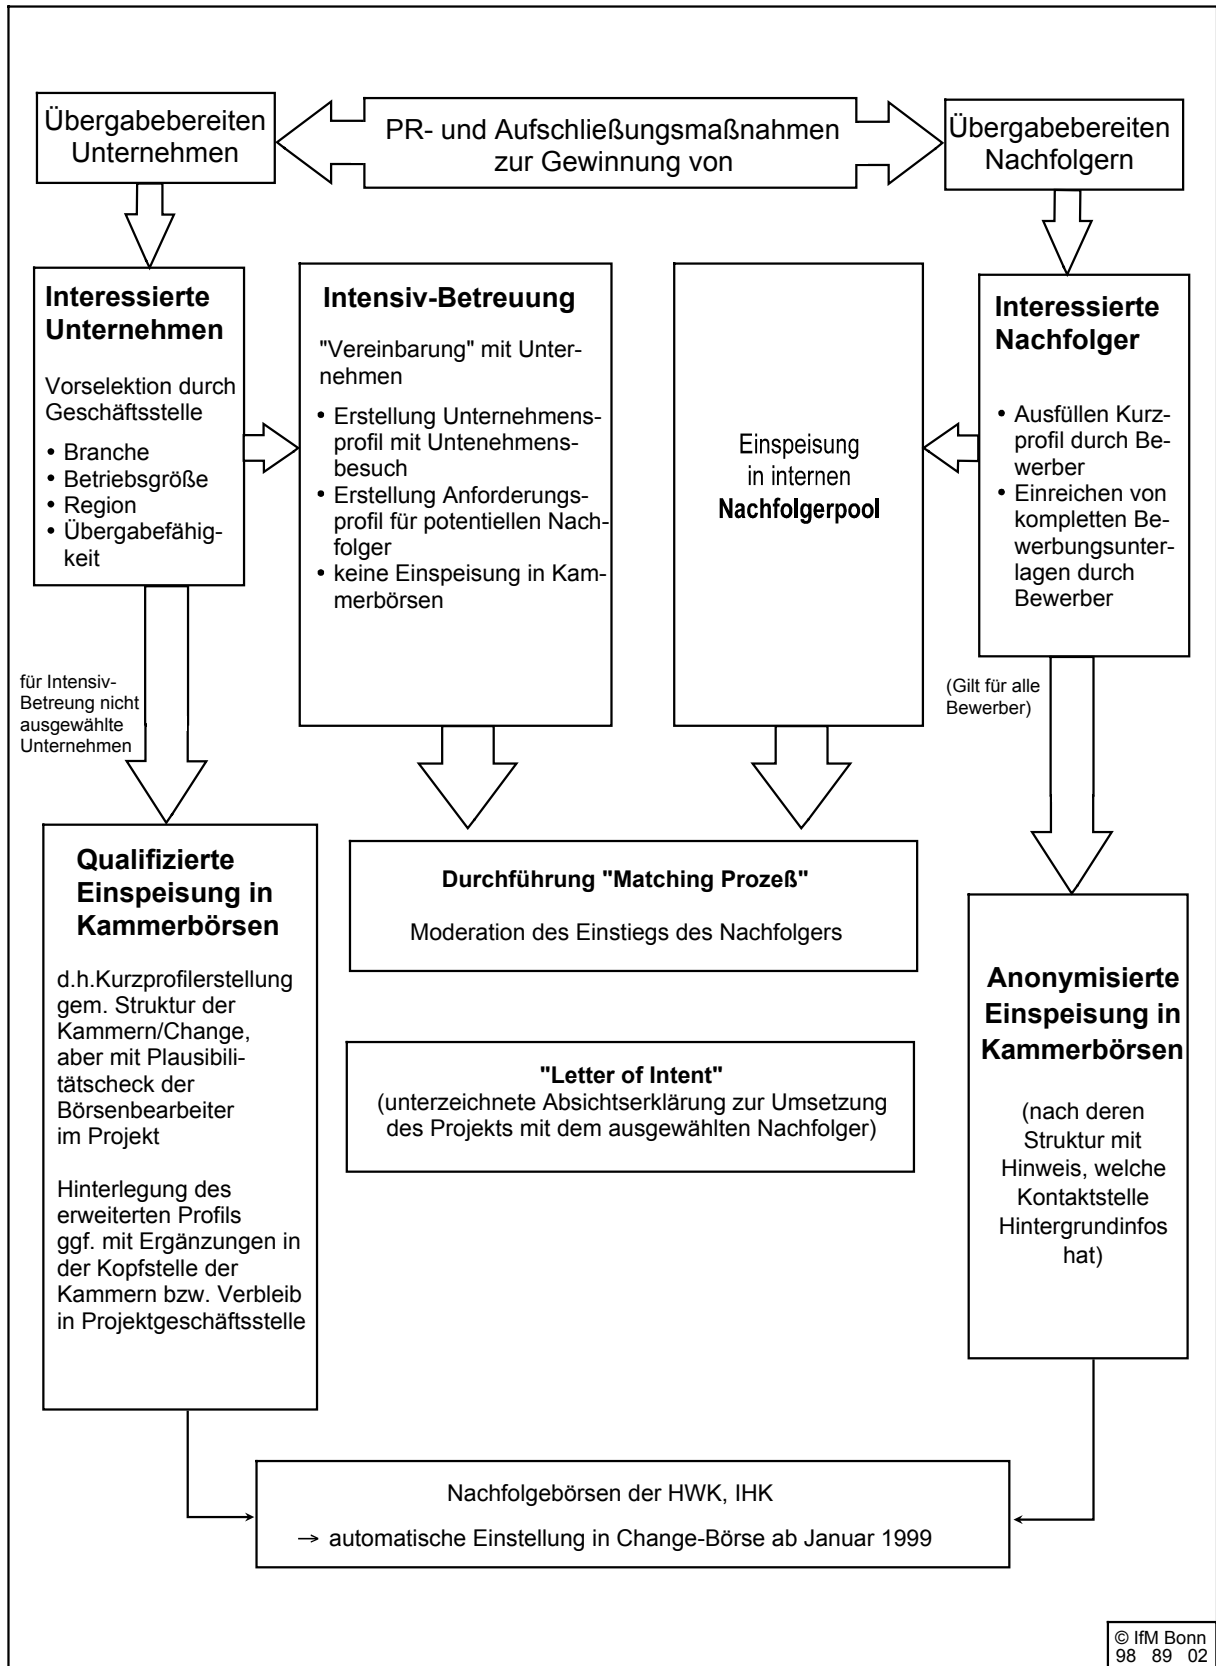 Übergabebereiten
Unternehmen
PR- und Aufschließungsmaßnahmen
zur Gewinnung von
Übergabebereiten
Nachfolgern
Interessierte
Unternehmen
Vorselektion durch
Geschäftsstelle
• Branche
• Betriebsgröße
• Region
• Übergabefähig-
keit
Intensiv-Betreuung
"Vereinbarung" mit Unter-
nehmen
• Erstellung Unternehmens-
profil mit Untenehmens-
besuch
• Erstellung Anforderungs-
profil für potentiellen Nach-
folger
• keine Einspeisung in Kam-
merbörsen
Einspeisung
in internen
Nachfolgerpool
Interessierte
Nachfolger
• Ausfüllen Kurz-
profil durch Be-
werber
• Einreichen von
kompletten Be-
werbungsunter-
lagen durch
Bewerber
für Intensiv-
Betreung nicht
ausgewählte
Unternehmen
(Gilt für alle
Bewerber)
Qualifizierte
Einspeisung in
Kammerbörsen
d.h.Kurzprofilerstellung
gem. Struktur der
Kammern/Change,
aber mit Plausibili-
tätscheck der
Börsenbearbeiter
im Projekt
Hinterlegung des
erweiterten Profils
ggf. mit Ergänzungen in
der Kopfstelle der
Kammern bzw. Verbleib
in Projektgeschäftsstelle
Durchführung "Matching Prozeß"
Moderation des Einstiegs des Nachfolgers
"Letter of Intent"
(unterzeichnete Absichtserklärung zur Umsetzung
des Projekts mit dem ausgewählten Nachfolger)
Anonymisierte
Einspeisung in
Kammerbörsen
(nach deren
Struktur mit
Hinweis, welche
Kontaktstelle
Hintergrundinfos
hat)
Nachfolgebörsen der HWK, IHK
→ automatische Einstellung in Change-Börse ab Januar 1999
© IfM Bonn
98 89 02